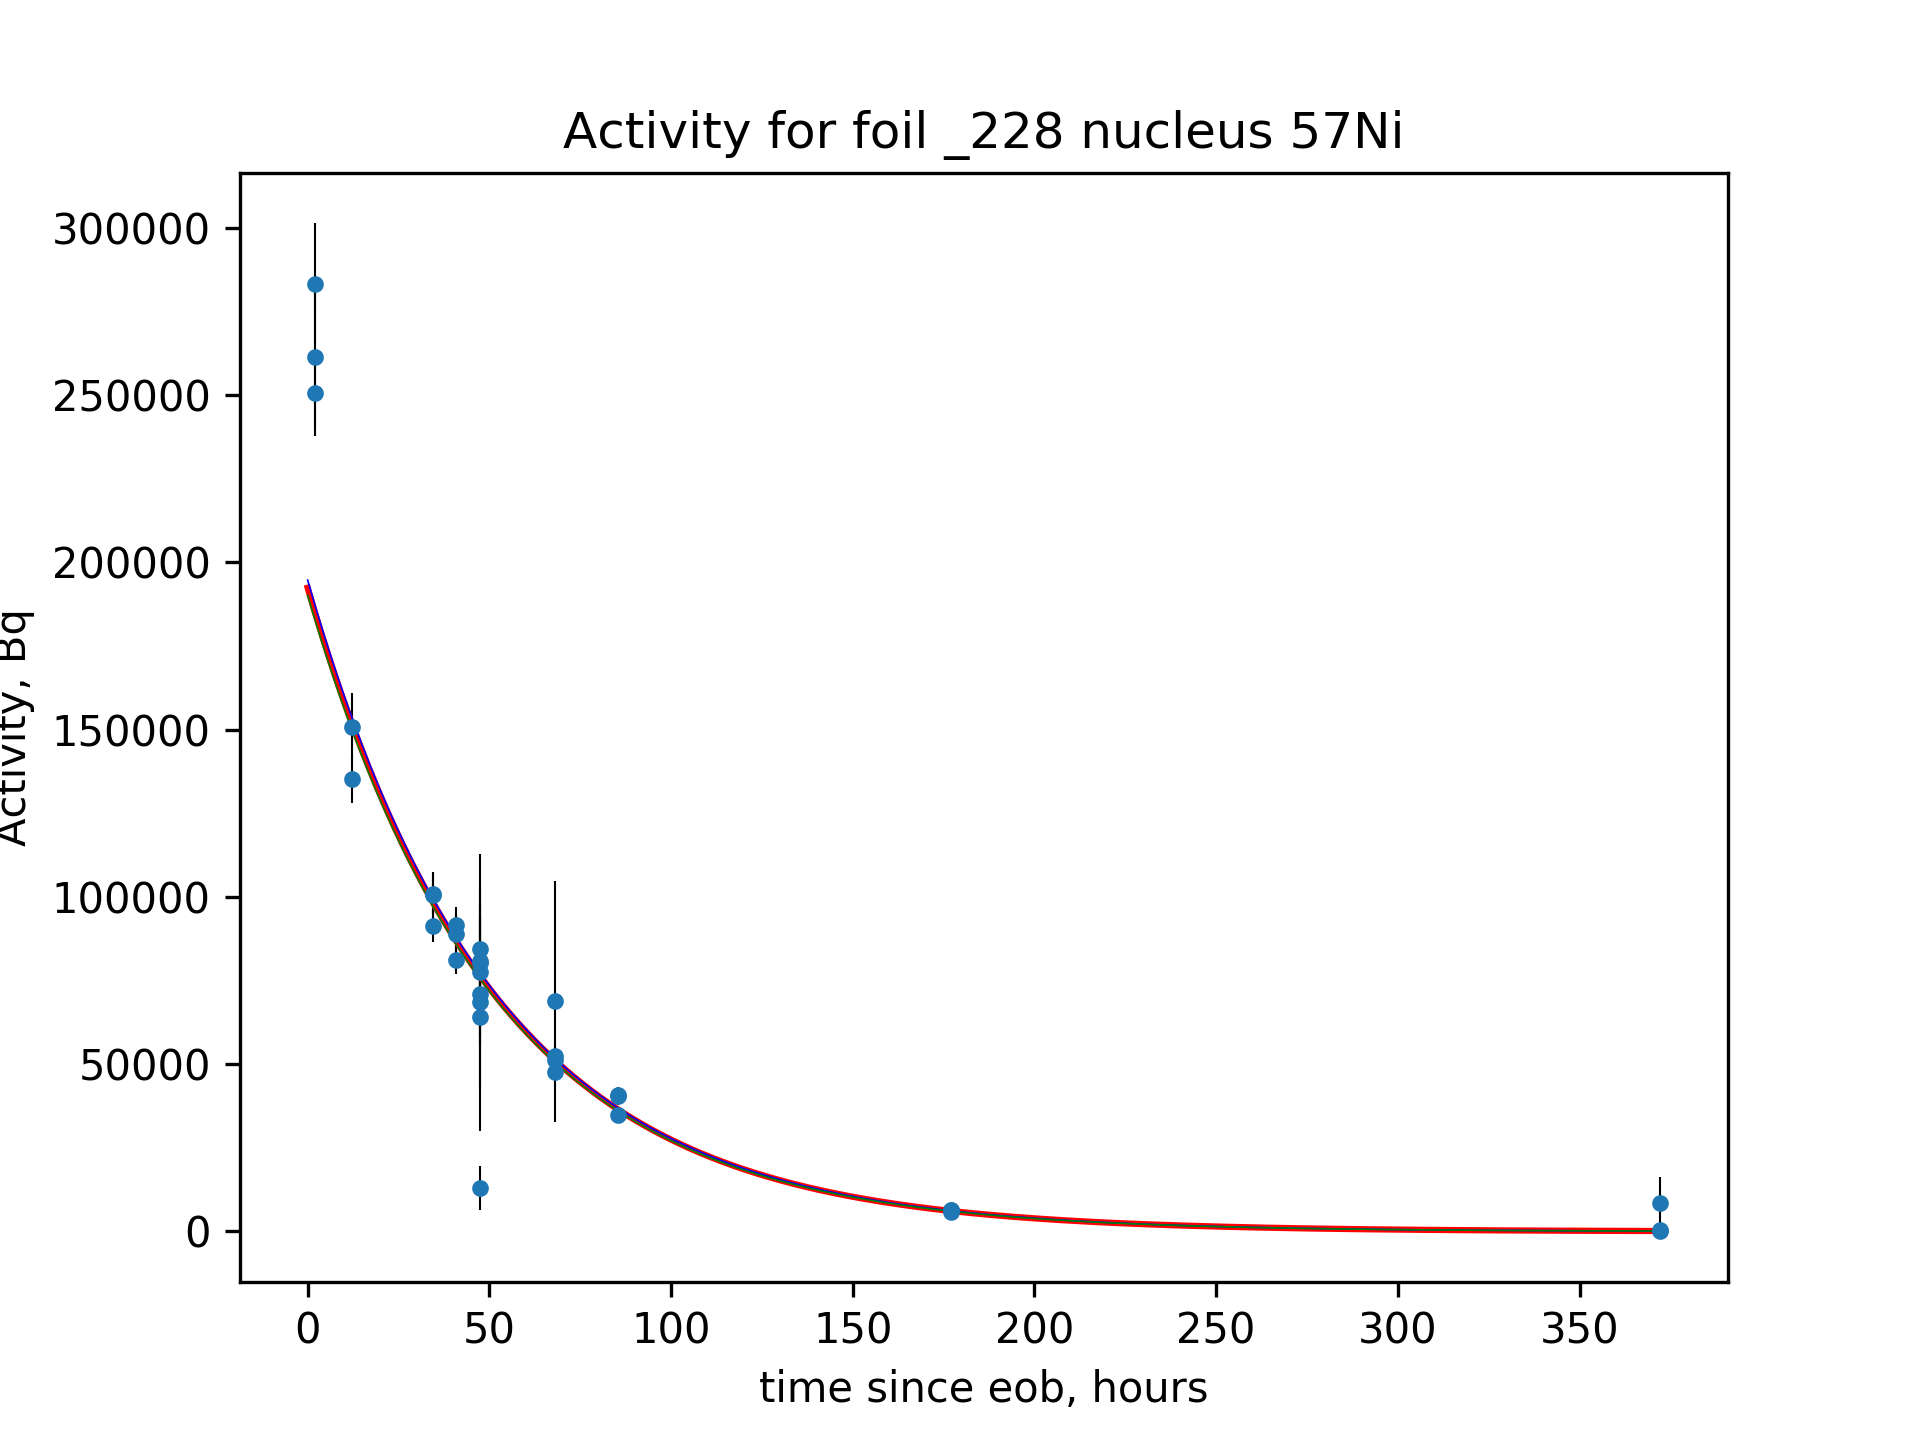 Activity for foil _228 nucleus 57Ni
300000
250000
200000
150000
100000
50000
0
Activity, Bq
0 50 100 150 200 250 300 350
time since eob, hours